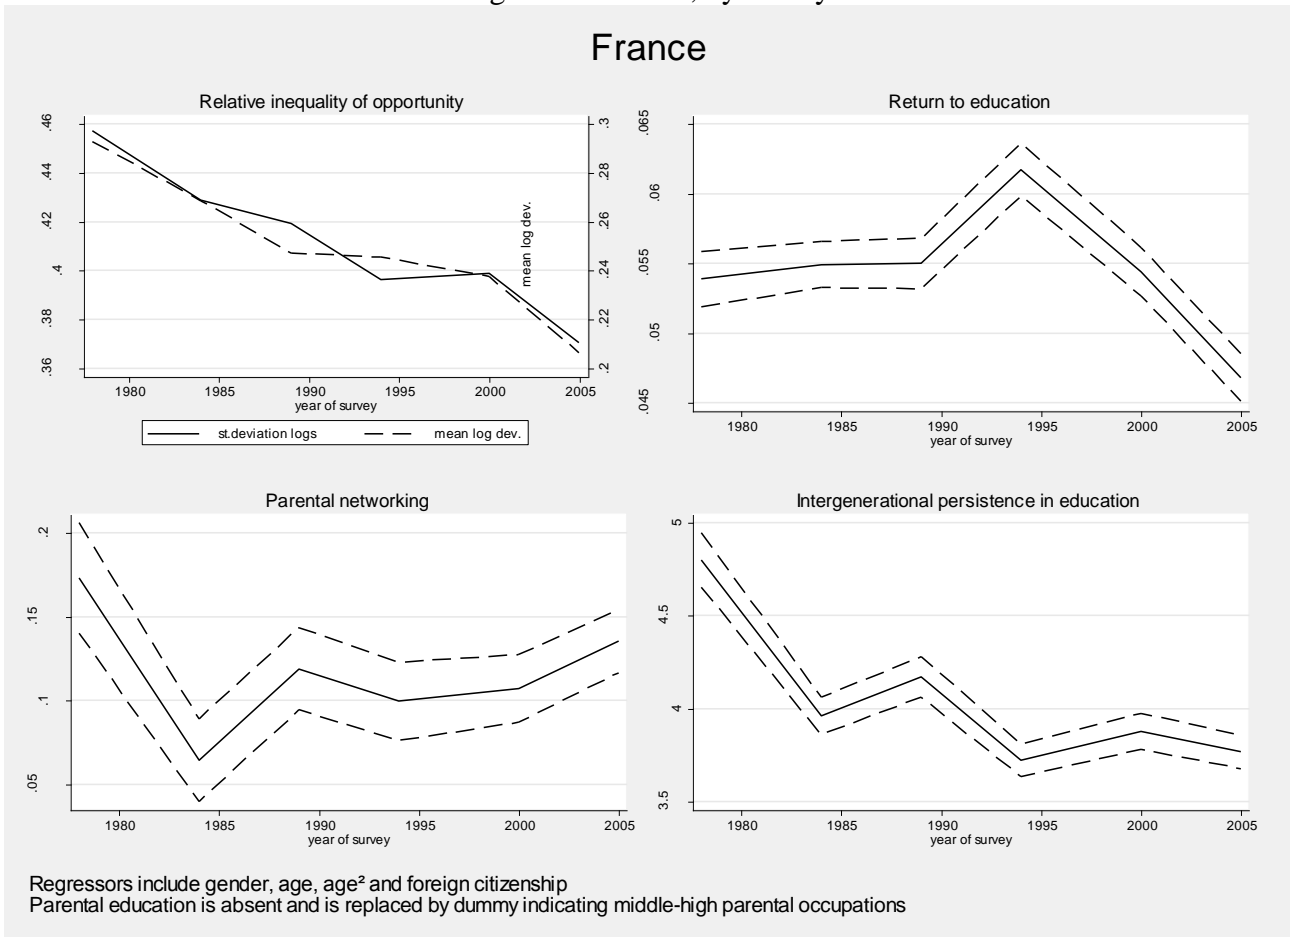 France
Relative inequality of opportunity
.46
.44
.42
.4
.38
.36
.3
.28
.26
.24
.22
.2
mean log dev.
1980 1985 1990 1995 2000 2005
year of survey
st.deviation logs mean log dev.
Return to education
.065
.06
.055
.05
.045
1980 1985 1990 1995 2000 2005
year of survey
Parental networking
.2
.15
.1
.05
1980 1985 1990 1995 2000 2005
year of survey
Intergenerational persistence in education
5
4.5
4
3.5
1980 1985 1990 1995 2000 2005
year of survey
Regressors include gender, age, age² and foreign citizenship
Parental education is absent and is replaced by dummy indicating middle-high parental occupations